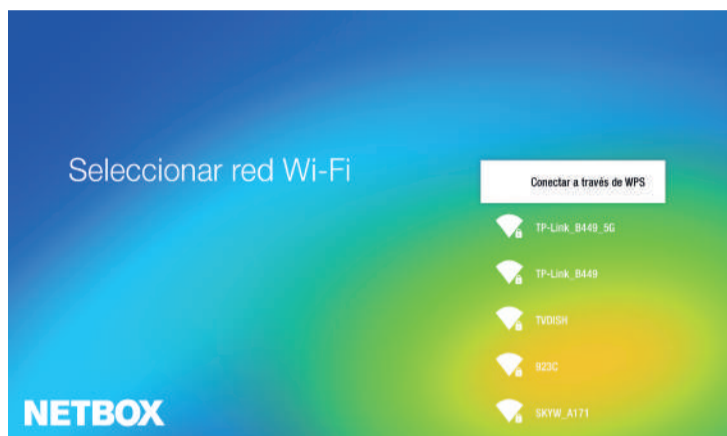 Seleccionar red Wi-Fi
Conectar a través de WPS
TP-Link_B449_5G
TP-Link_B449
TVDISH
923C
SKYW_A171
NETBOX